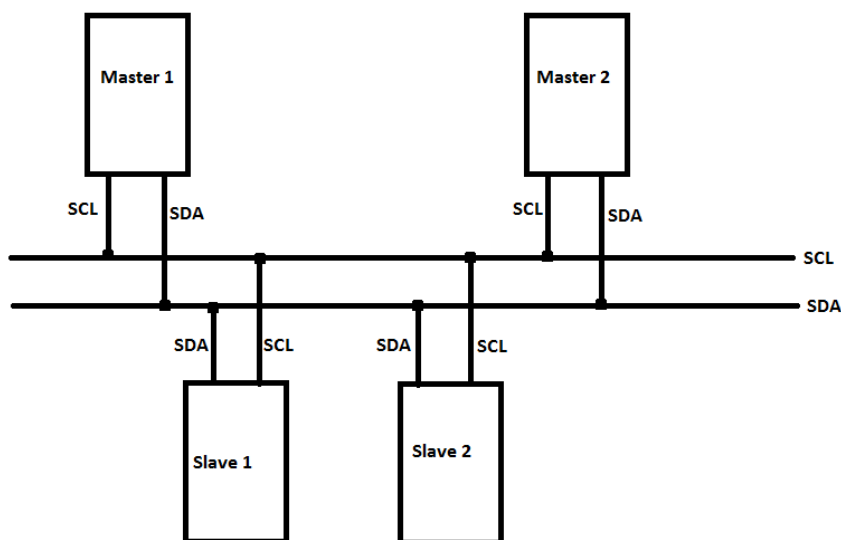 Master 1
Master 2
SCL
SDA
SCL
SDA
SCL
SDA
SDA
SCL
SDA
SCL
Slave 1
Slave 2